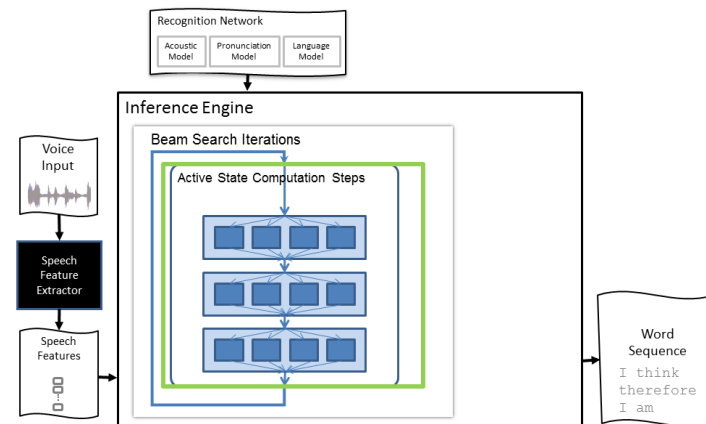 Recognition Network
Acoustic
Model
Pronunciation
Model
Language
Model
Inference Engine
Beam Search Iterations
Active State Computation Steps
Voice
Input
Speech
Feature
Extractor
Speech
Features
Word
Sequence
I think
therefore
I am